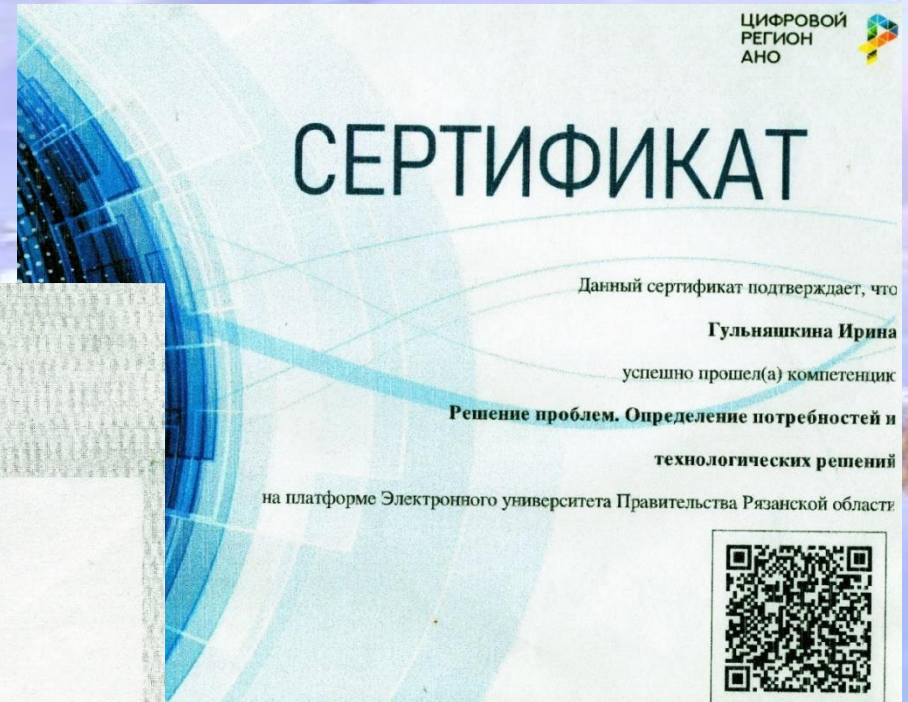 ЦИФРОВОЙ
РЕГИОН
АНО
СЕРТИФИКАТ
Данный сертификат подтверждает, что
Гульняшкина Ирина
успешно прошел(а) компетенцик
Решение проблем. Определение потребностей и
технологических решений
на платформе Электронного университета Правительства Рязанской области